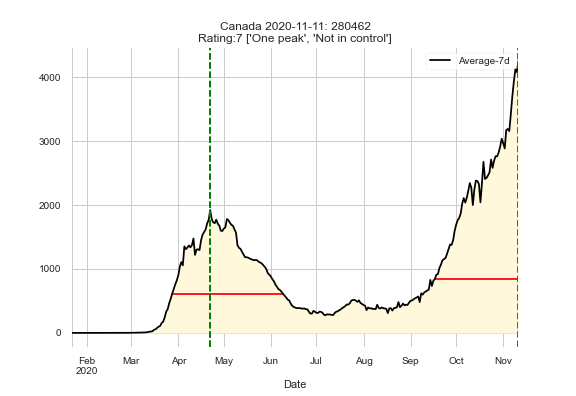 Canada 2020-11-11: 280462
Rating:7 ['One peak', 'Not in control']
Average-7d
4000
3000
2000
1000
0
Feb Mar Apr May Jun Jul Aug Sep Oct Nov
2020
Date